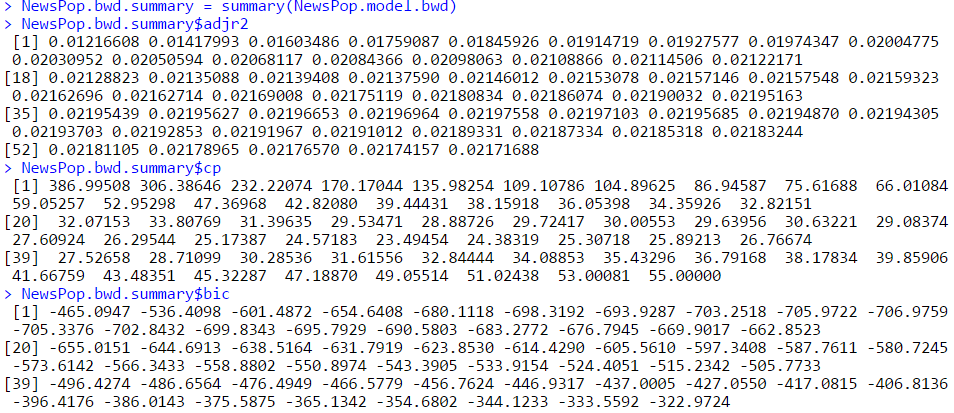 > NewsPop.bwd.summary = summary(NewsPop.model.bwd)
> NewsPop.bwd.summary$adjr2
[1] 0.01216608 0.01417993 0.01603486 0.01759087 0.01845926 0.01914719 0.01927577 0.01974347 0.02004775
0.02030952 0.02050594 0.02068117 0.02084366 0.02098063 0.02108866 0.02114506 0.02122171
[18] 0.02128823 0.02135088 0.02139408 0.02137590 0.02146012 0.02153078 0.02157146 0.02157548 0.02159323
0.02162696 0.02162714 0.02169008 0.02175119 0.02180834 0.02186074 0.02190032 0.02195163
[35] 0.02195439 0.02195627 0.02196653 0.02196964 0.02197558 0.02197103 0.02195685 0.02194870 0.02194305
0.02193703 0.02192853 0.02191967 0.02191012 0.02189331 0.02187334 0.02185318 0.02183244
[52] 0.02181105 0.02178965 0.02176570 0.02174157 0.02171688
> NewsPop.bwd.summary$cp
[1] 386.99508 306.38646 232.22074 170.17044 135.98254 109.10786 104.89625 86.94587 75.61688 66.01084
59.05257 52.95298 47.36968 42.82080 39.44431 38.15918 36.05398 34.35926 32.82151
[20] 32.07153 33.80769 31.39635 29.53471 28.88726 29.72417 30.00553 29.63956 30.63221 29.08374
27.60924 26.29544 25.17387 24.57183 23.49454 24.38319 25.30718 25.89213 26.76674
[39] 27.52658 28.71099 30.28536 31.61556 32.84444 34.08853 35.43296 36.79168 38.17834 39.85906
41.66759 43.48351 45.32287 47.18870 49.05514 51.02438 53.00081 55.00000
> NewsPop.bwd.summary$bic
[1] -465.0947 -536.4098 -601.4872 -654.6408 -680.1118 -698.3192 -693.9287 -703.2518 -705.9722 -706.9759
-705.3376 -702.8432 -699.8343 -695.7929 -690.5803 -683.2772 -676.7945 -669.9017 -662.8523
[20] -655.0151 -644.6913 -638.5164 -631.7919 -623.8530 -614.4290 -605.5610 -597.3408 -587.7611 -580.7245
-573.6142 -566.3433 -558.8802 -550.8974 -543.3905 -533.9154 -524.4051 -515.2342 -505.7733
[39] -496.4274 -486.6564 -476.4949 -466.5779 -456.7624 -446.9317 -437.0005 -427.0550 -417.0815 -406.8136
-396.4176 -386.0143 -375.5875 -365.1342 -354.6802 -344.1233 -333.5592 -322.9724